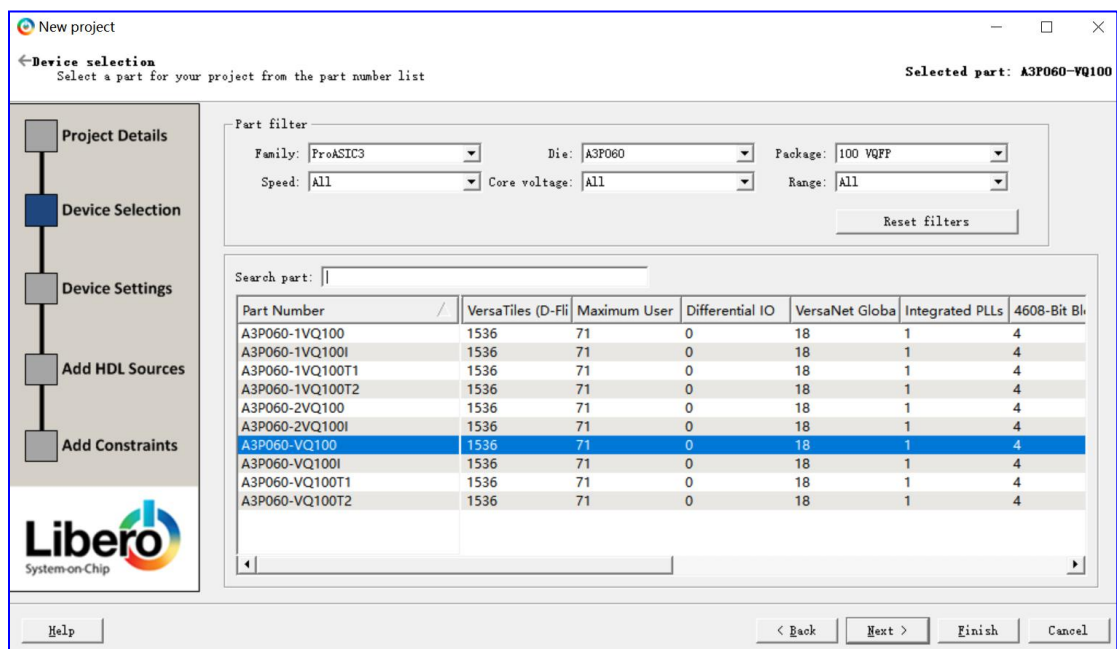 New project
Device selection
Select a part for your project from the part number list
Selected part: A3P060-VQ100
Project Details
Device Selection
Device Settings
Add HDL Sources
Add Constraints
Libero
System-on-Chip
Part filter
Family: ProASIC3 Die: A3P060 Package: 100 VQFP
Speed: All Core voltage: All Range: All
Reset filters
Search part:
Part Number VersaTiles (D-Fli Maximum User Differential IO VersaNet Globa Integrated PLLs 4608-Bit Blo
A3P060-1VQ100 1536 71 0 18 1 4
A3P060-1VQ100I 1536 71 0 18 1 4
A3P060-1VQ100T1 1536 71 0 18 1 4
A3P060-1VQ100T2 1536 71 0 18 1 4
A3P060-2VQ100 1536 71 0 18 1 4
A3P060-2VQ100I 1536 71 0 18 1 4
A3P060-VQ100 1536 71 0 18 1 4
A3P060-VQ100I 1536 71 0 18 1 4
A3P060-VQ100T1 1536 71 0 18 1 4
A3P060-VQ100T2 1536 71 0 18 1 4
Help < Back Next > Finish Cancel